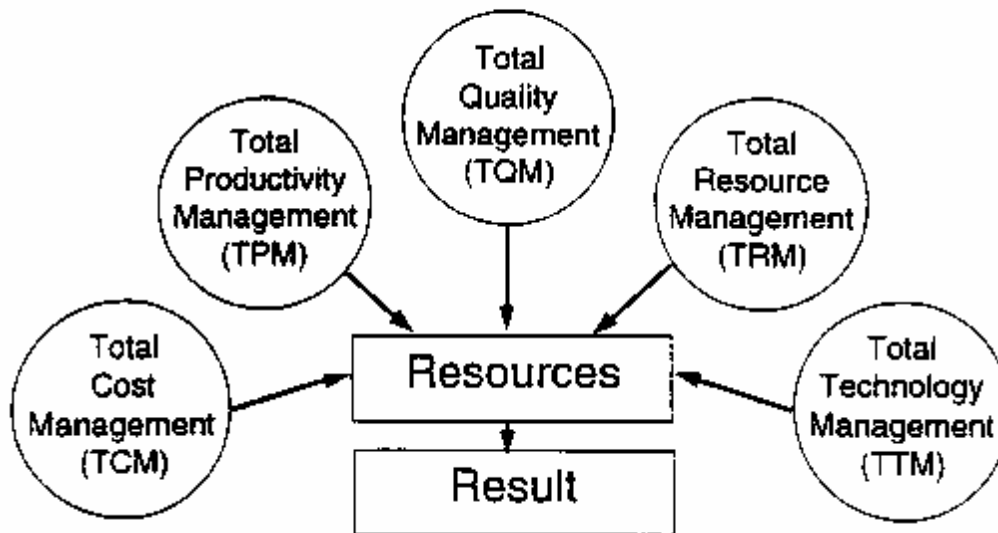 Total
Quality
Management
(TQM)
Total
Productivity
Management
(TPM)
Total
Resource
Management
(TRM)
Total
Cost
Management
(TCM)
Resources
Total
Technology
Management
(TTM)
Result